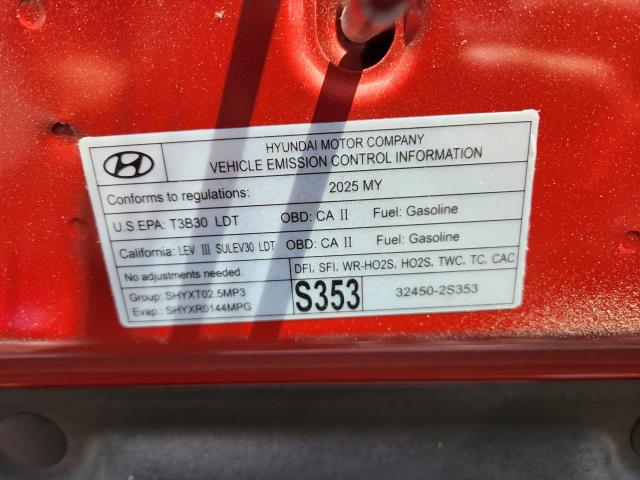 HYUNDAI MOTOR COMPANY
VEHICLE EMISSION CONTROL INFORMATION
Conforms to regulations: 2025 MY
U.S.EPA: T3B30 LDT OBD: CA II Fuel: Gasoline
California: LEV III SULEV30 LDT OBD: CA II Fuel: Gasoline
No adjustments needed. DFI, SFI, WR-HO2S, HO2S, TWC, TC, CAC
Group: SHYXT02.5MP3
Evap.: SHYXR0144MPG
S353 32450-2S353